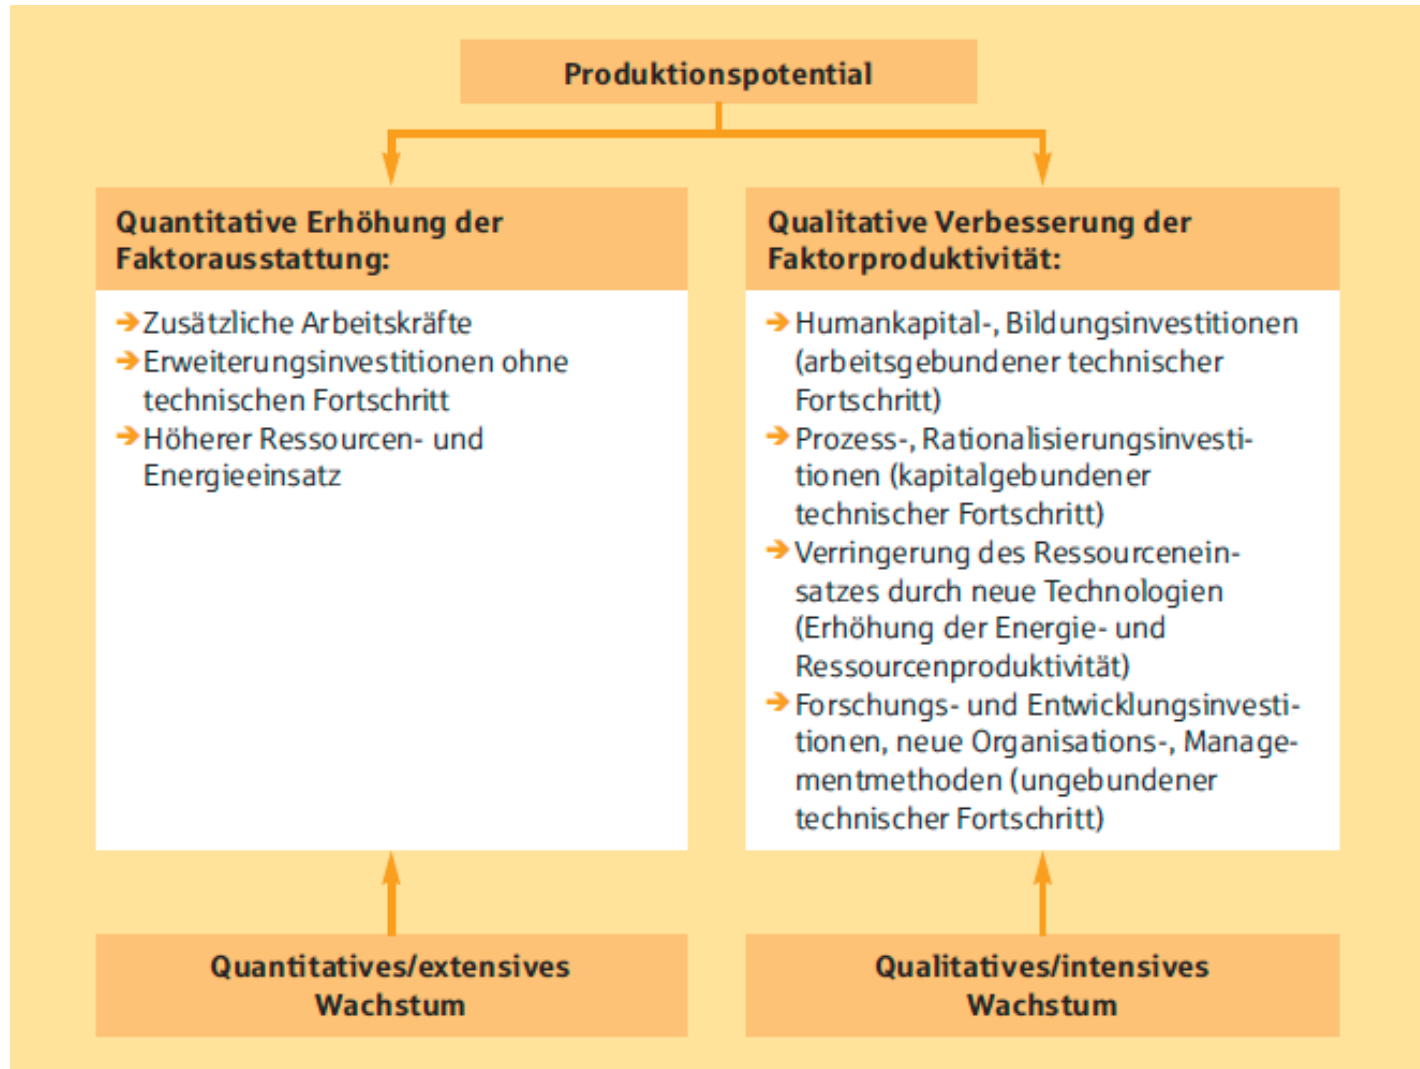 Produktionspotential
Quantitative Erhöhung der
Faktorausstattung:
➔ Zusätzliche Arbeitskräfte
➔ Erweiterungsinvestitionen ohne
technischen Fortschritt
➔ Höherer Ressourcen- und
Energieeinsatz
Quantitatives/extensives
Wachstum
Qualitative Verbesserung der
Faktorproduktivität:
➔ Humankapital-, Bildungsinvestitionen
(arbeitsgebundener technischer
Fortschritt)
➔ Prozess-, Rationalisierungsinvesti-
tionen (kapitalgebundener
technischer Fortschritt)
➔ Verringerung des Ressourcenein-
satzes durch neue Technologien
(Erhöhung der Energie- und
Ressourcenproduktivität)
➔ Forschungs- und Entwicklungsinvesti-
tionen, neue Organisations-, Manage-
mentmethoden (ungebundener
technischer Fortschritt)
Qualitatives/intensives
Wachstum